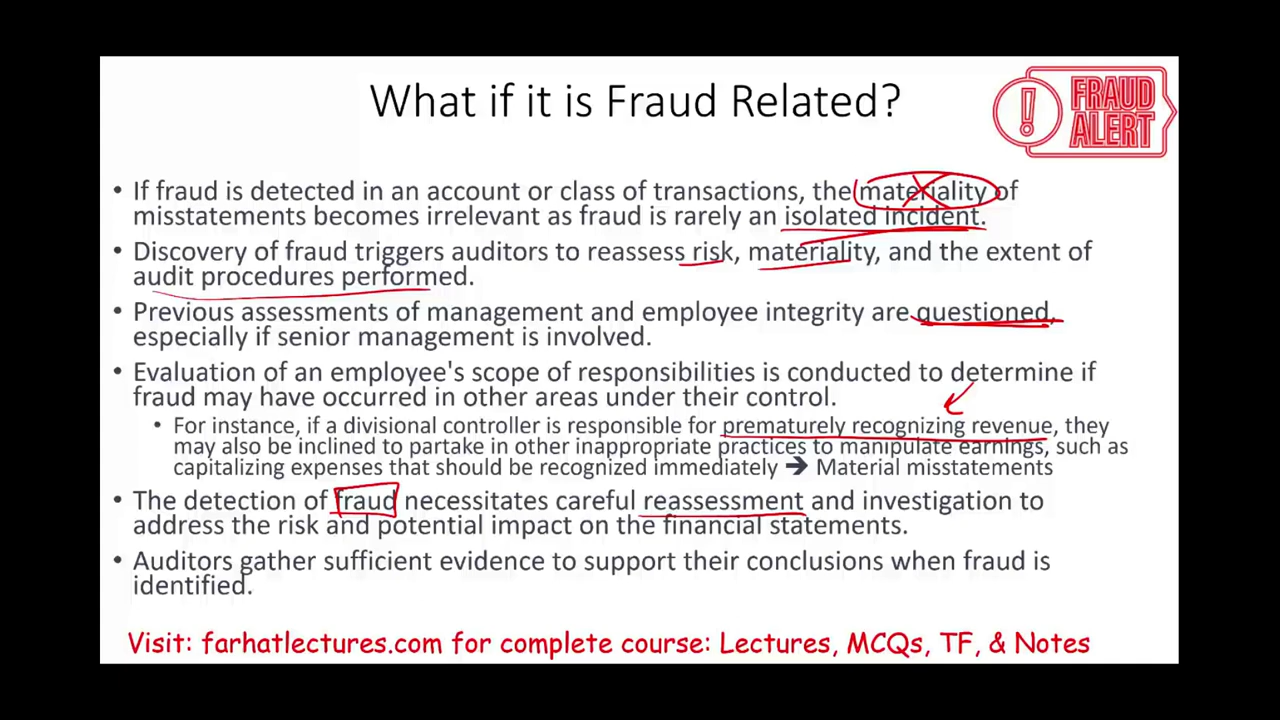 What if it is Fraud Related?
FRAUD
ALERT
• If fraud is detected in an account or class of transactions, the materiality of
misstatements becomes irrelevant as fraud is rarely an isolated incident.
• Discovery of fraud triggers auditors to reassess risk, materiality, and the extent of
audit procedures performed.
• Previous assessments of management and employee integrity are questioned,
especially if senior management is involved.
• Evaluation of an employee's scope of responsibilities is conducted to determine if
fraud may have occurred in other areas under their control.
• For instance, if a divisional controller is responsible for prematurely recognizing revenue, they
may also be inclined to partake in other inappropriate practices to manipulate earnings, such as
capitalizing expenses that should be recognized immediately ➔ Material misstatements
• The detection of fraud necessitates careful reassessment and investigation to
address the risk and potential impact on the financial statements.
• Auditors gather sufficient evidence to support their conclusions when fraud is
identified.
Visit: farhatlectures.com for complete course: Lectures, MCQs, TF, & Notes